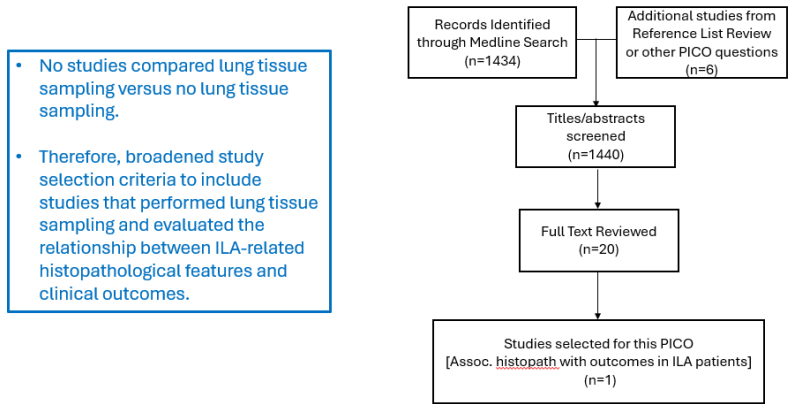 • No studies compared lung tissue
sampling versus no lung tissue
sampling.
• Therefore, broadened study
selection criteria to include
studies that performed lung tissue
sampling and evaluated the
relationship between ILA-related
histopathological features and
clinical outcomes.
Records Identified
through Medline Search
(n=1434)
Additional studies from
Reference List Review
or other PICO questions
(n=6)
Titles/abstracts
screened
(n=1440)
Full Text Reviewed
(n=20)
Studies selected for this PICO
[Assoc. histopath with outcomes in ILA patients]
(n=1)